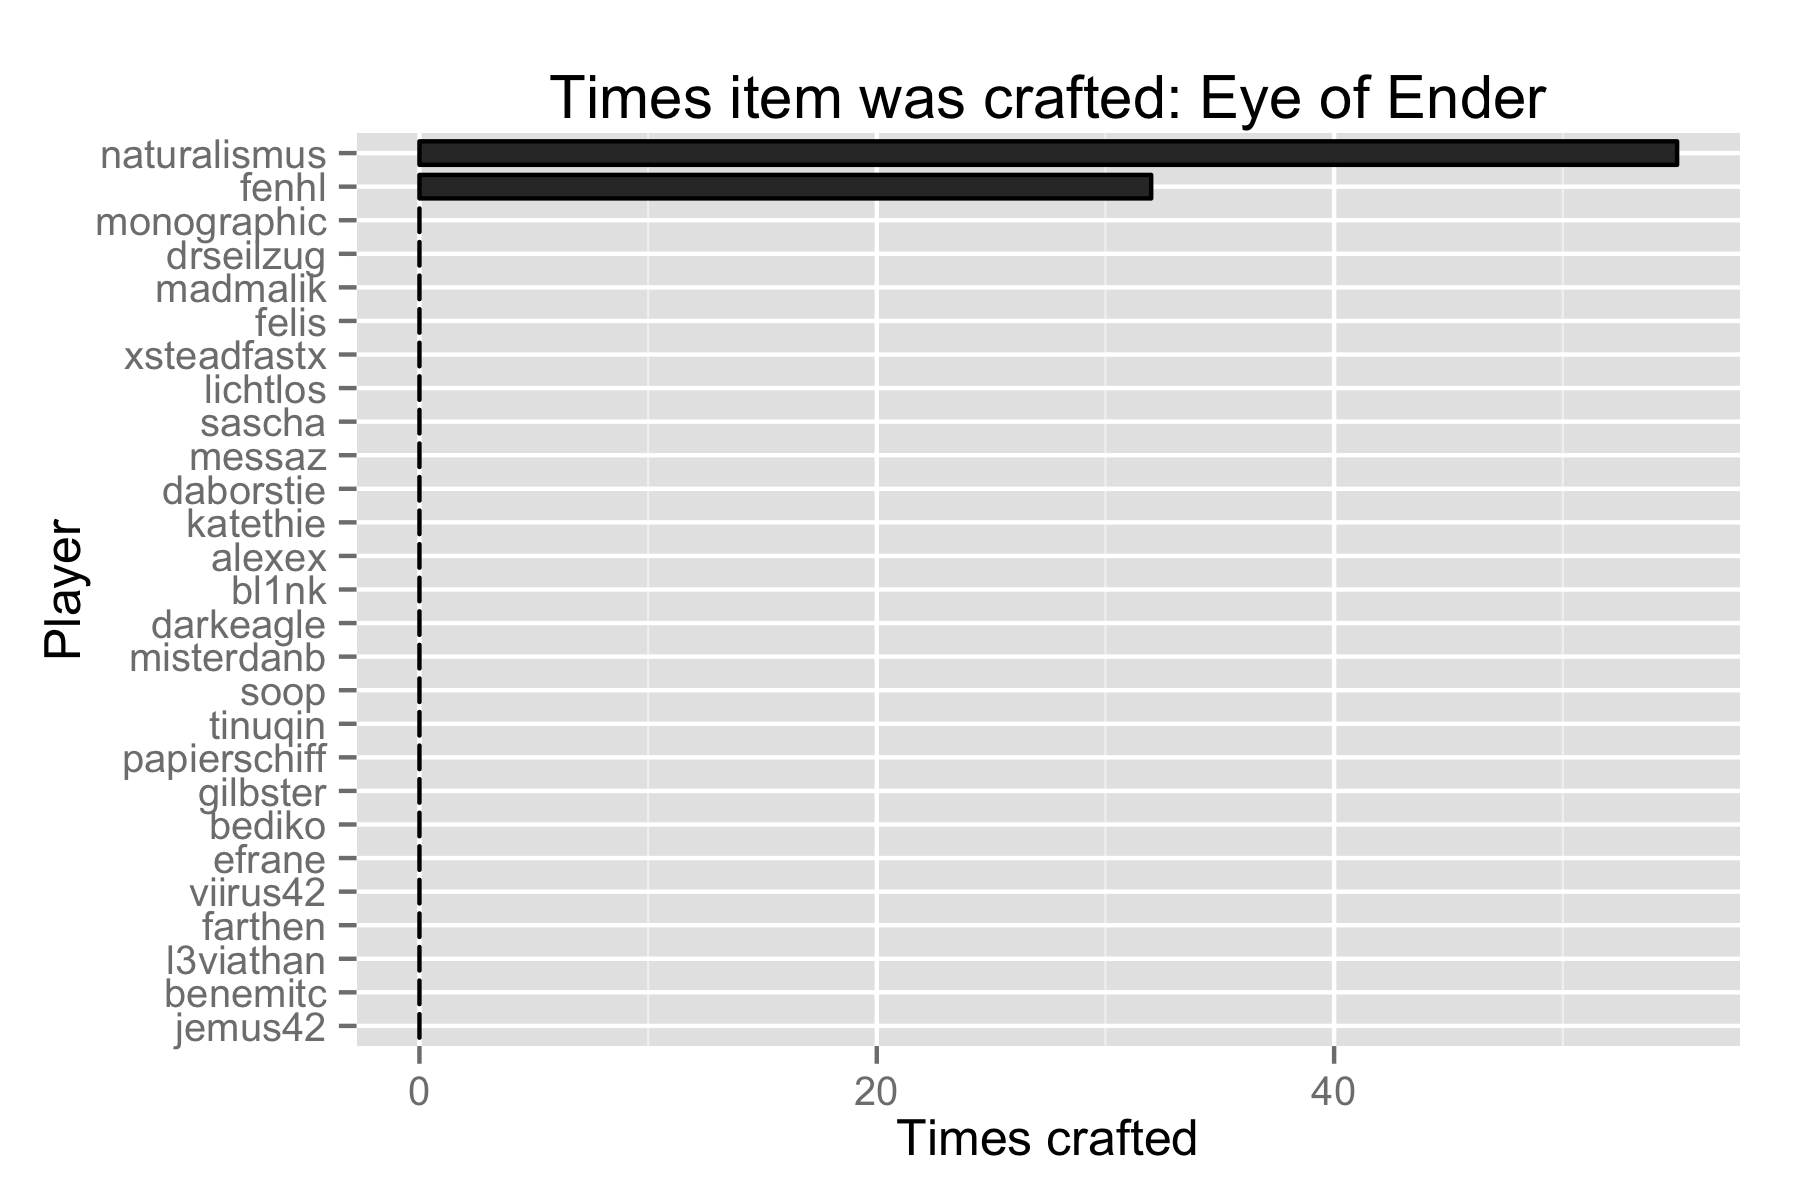 Times item was crafted: Eye of Ender
naturalismus
fenhl
monographic
drseilzug
madmalik
felis
xsteadfastx
lichtlos
sascha
messaz
daborstie
katethie
alexex
bl1nk
darkeagle
misterdanb
soop
tinuqin
papierschiff
gilbster
bediko
efrane
viirus42
farthen
l3viathan
benemitc
jemus42
Player
0 20 40
Times crafted